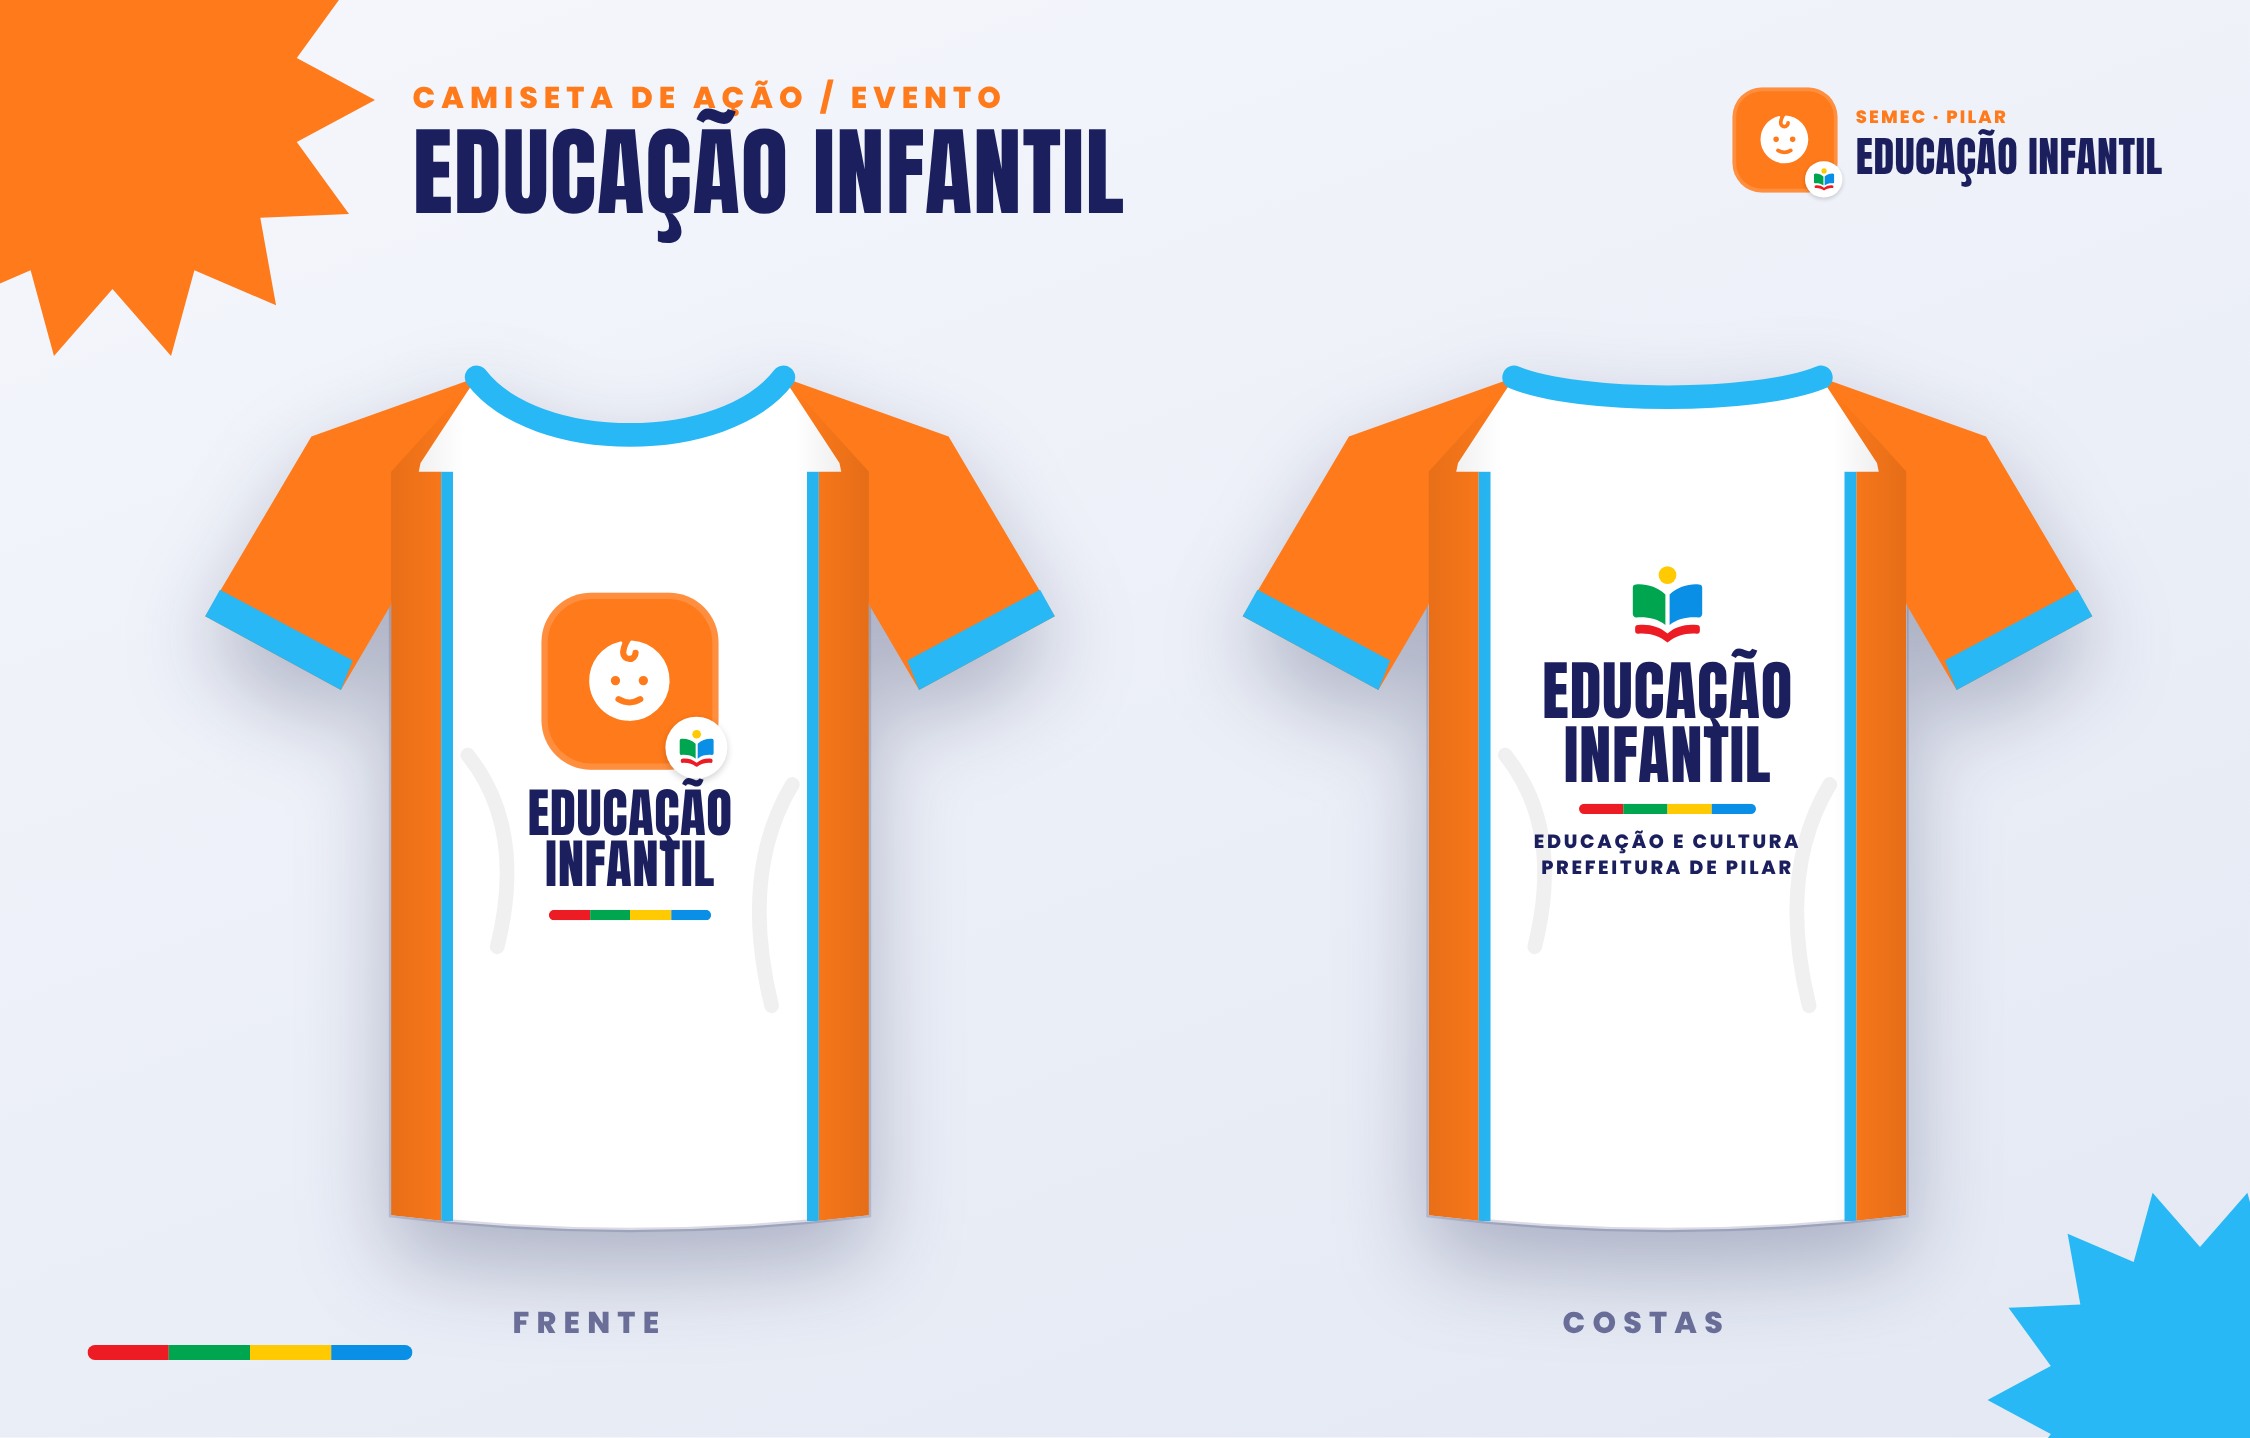 CAMISETA DE AÇÃO / EVENTO
EDUCAÇÃO INFANTIL
SEMEC · PILAR
EDUCAÇÃO INFANTIL
EDUCAÇÃO
INFANTIL
EDUCAÇÃO
INFANTIL
EDUCAÇÃO E CULTURA
PREFEITURA DE PILAR
FRENTE
COSTAS